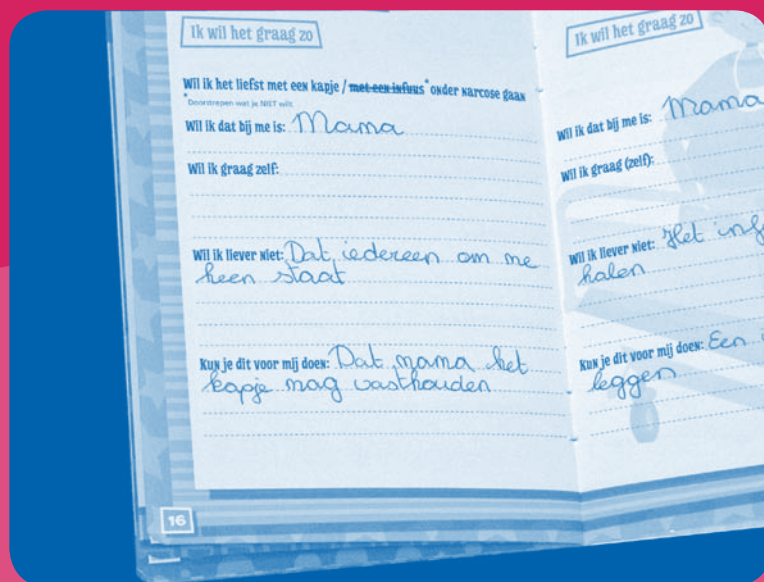 Ik wil het graag zo
Wil ik het liefst met een kapje / met een infuus* onder narcose gaan
*Doorstrepen wat je NIET wilt
Wil ik dat bij me is: Mama
Wil ik graag zelf:
Wil ik liever niet: Dat iedereen om me
heen staat
Kun je dit voor mij doen: Dat mama het
kapje mag vasthouden
16
Ik wil het graag zo
Wil ik dat bij me is: Mama
Wil ik graag (zelf):
Wil ik liever niet: Het
halen
Kun je dit voor mij doen: Een
leggen